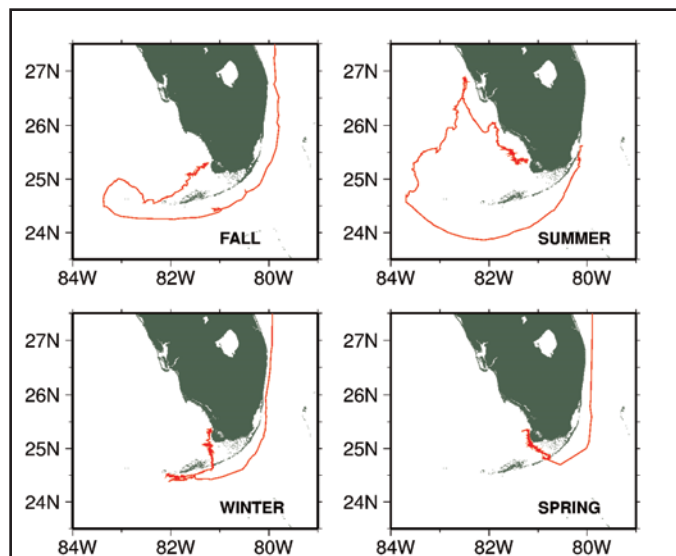 27N
26N
25N
24N
FALL
84W 82W 80W
27N
26N
25N
24N
SUMMER
84W 82W 80W
27N
26N
25N
24N
WINTER
84W 82W 80W
27N
26N
25N
24N
SPRING
84W 82W 80W